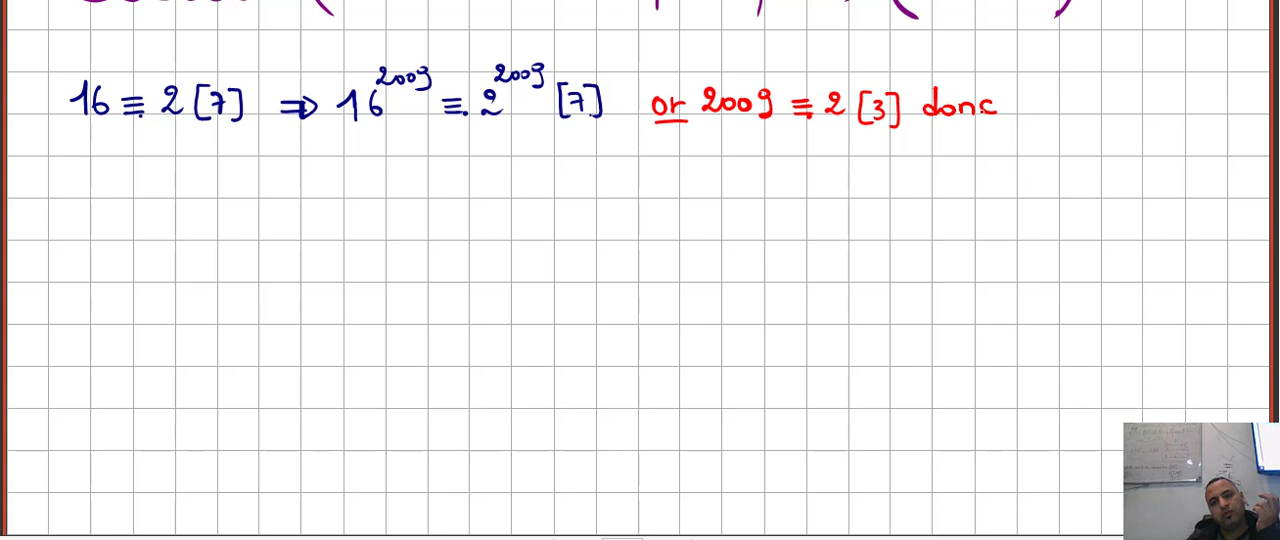 16 ≡ 2 [7] ⇒ 16^2009 ≡ 2^2009 [7] or 2009 ≡ 2 [3] donc